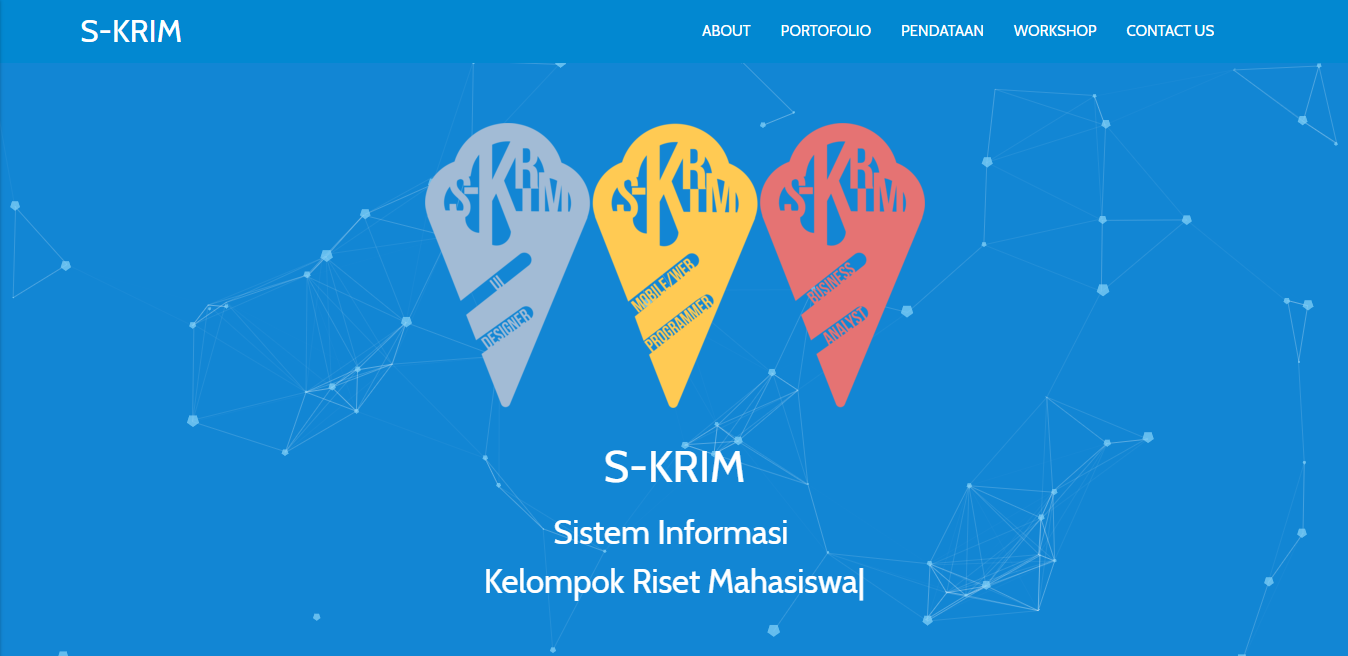 S-KRIM
ABOUT PORTOFOLIO PENDATAAN WORKSHOP CONTACT US
S-KRIM
UI
DESIGNER
S-KRIM
MOBILE/WEB
PROGRAMMER
S-KRIM
BUSINESS
ANALYST
S-KRIM
Sistem Informasi
Kelompok Riset Mahasiswa|